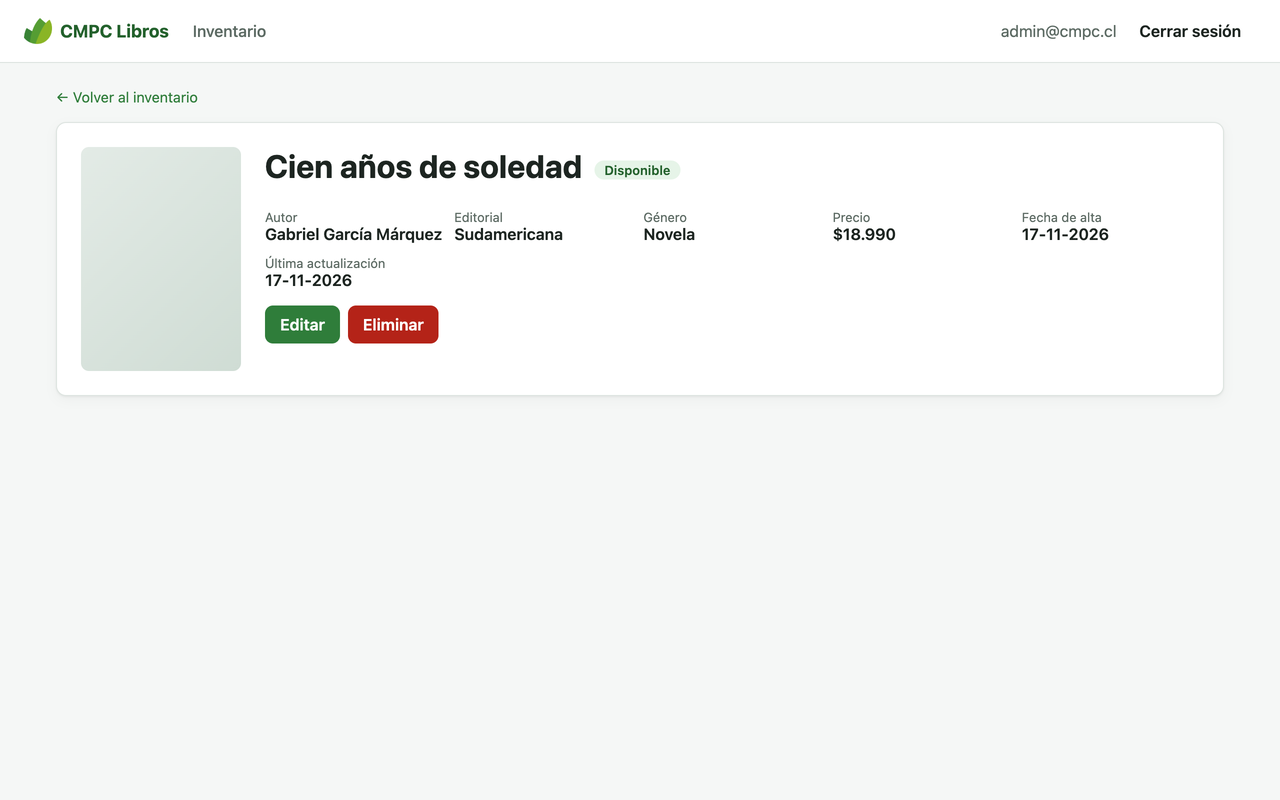 CMPC Libros Inventario admin@cmpc.cl Cerrar sesión
← Volver al inventario
Cien años de soledad Disponible
Autor Editorial Género Precio Fecha de alta
Gabriel García Márquez Sudamericana Novela $18.990 17-11-2026
Última actualización
17-11-2026
Editar Eliminar